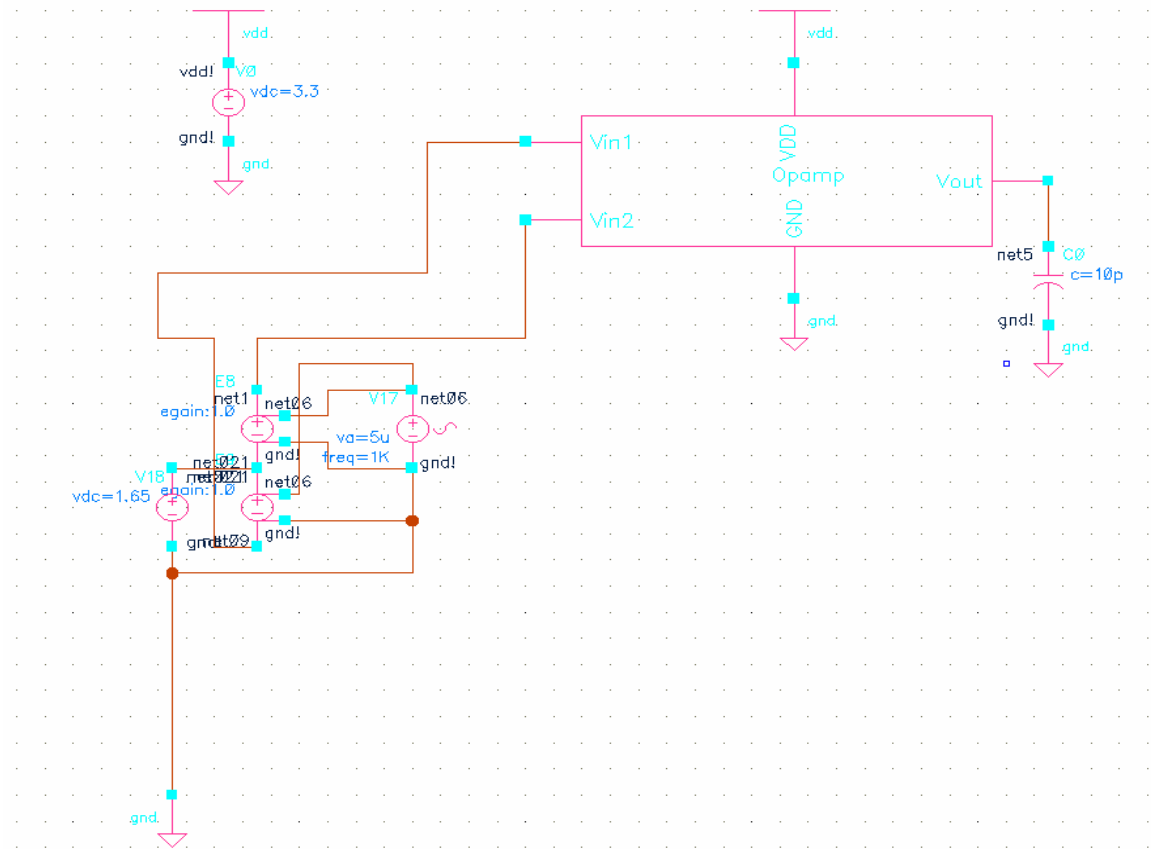 vdd
vdd
vdd!
V0
vdc=3.3
gnd!
gnd
Vin1
VDD
Opamp
Vout
Vin2
GND
net5
C0
c=10p
gnd!
gnd
gnd
E8
net1
net06
V17
net06
egain:1.0
va=5u
freq=1K
gnd!
gnd!
net021
V18
net06
vdc=1.65
egain:1.0
gnd!
net09
gnd